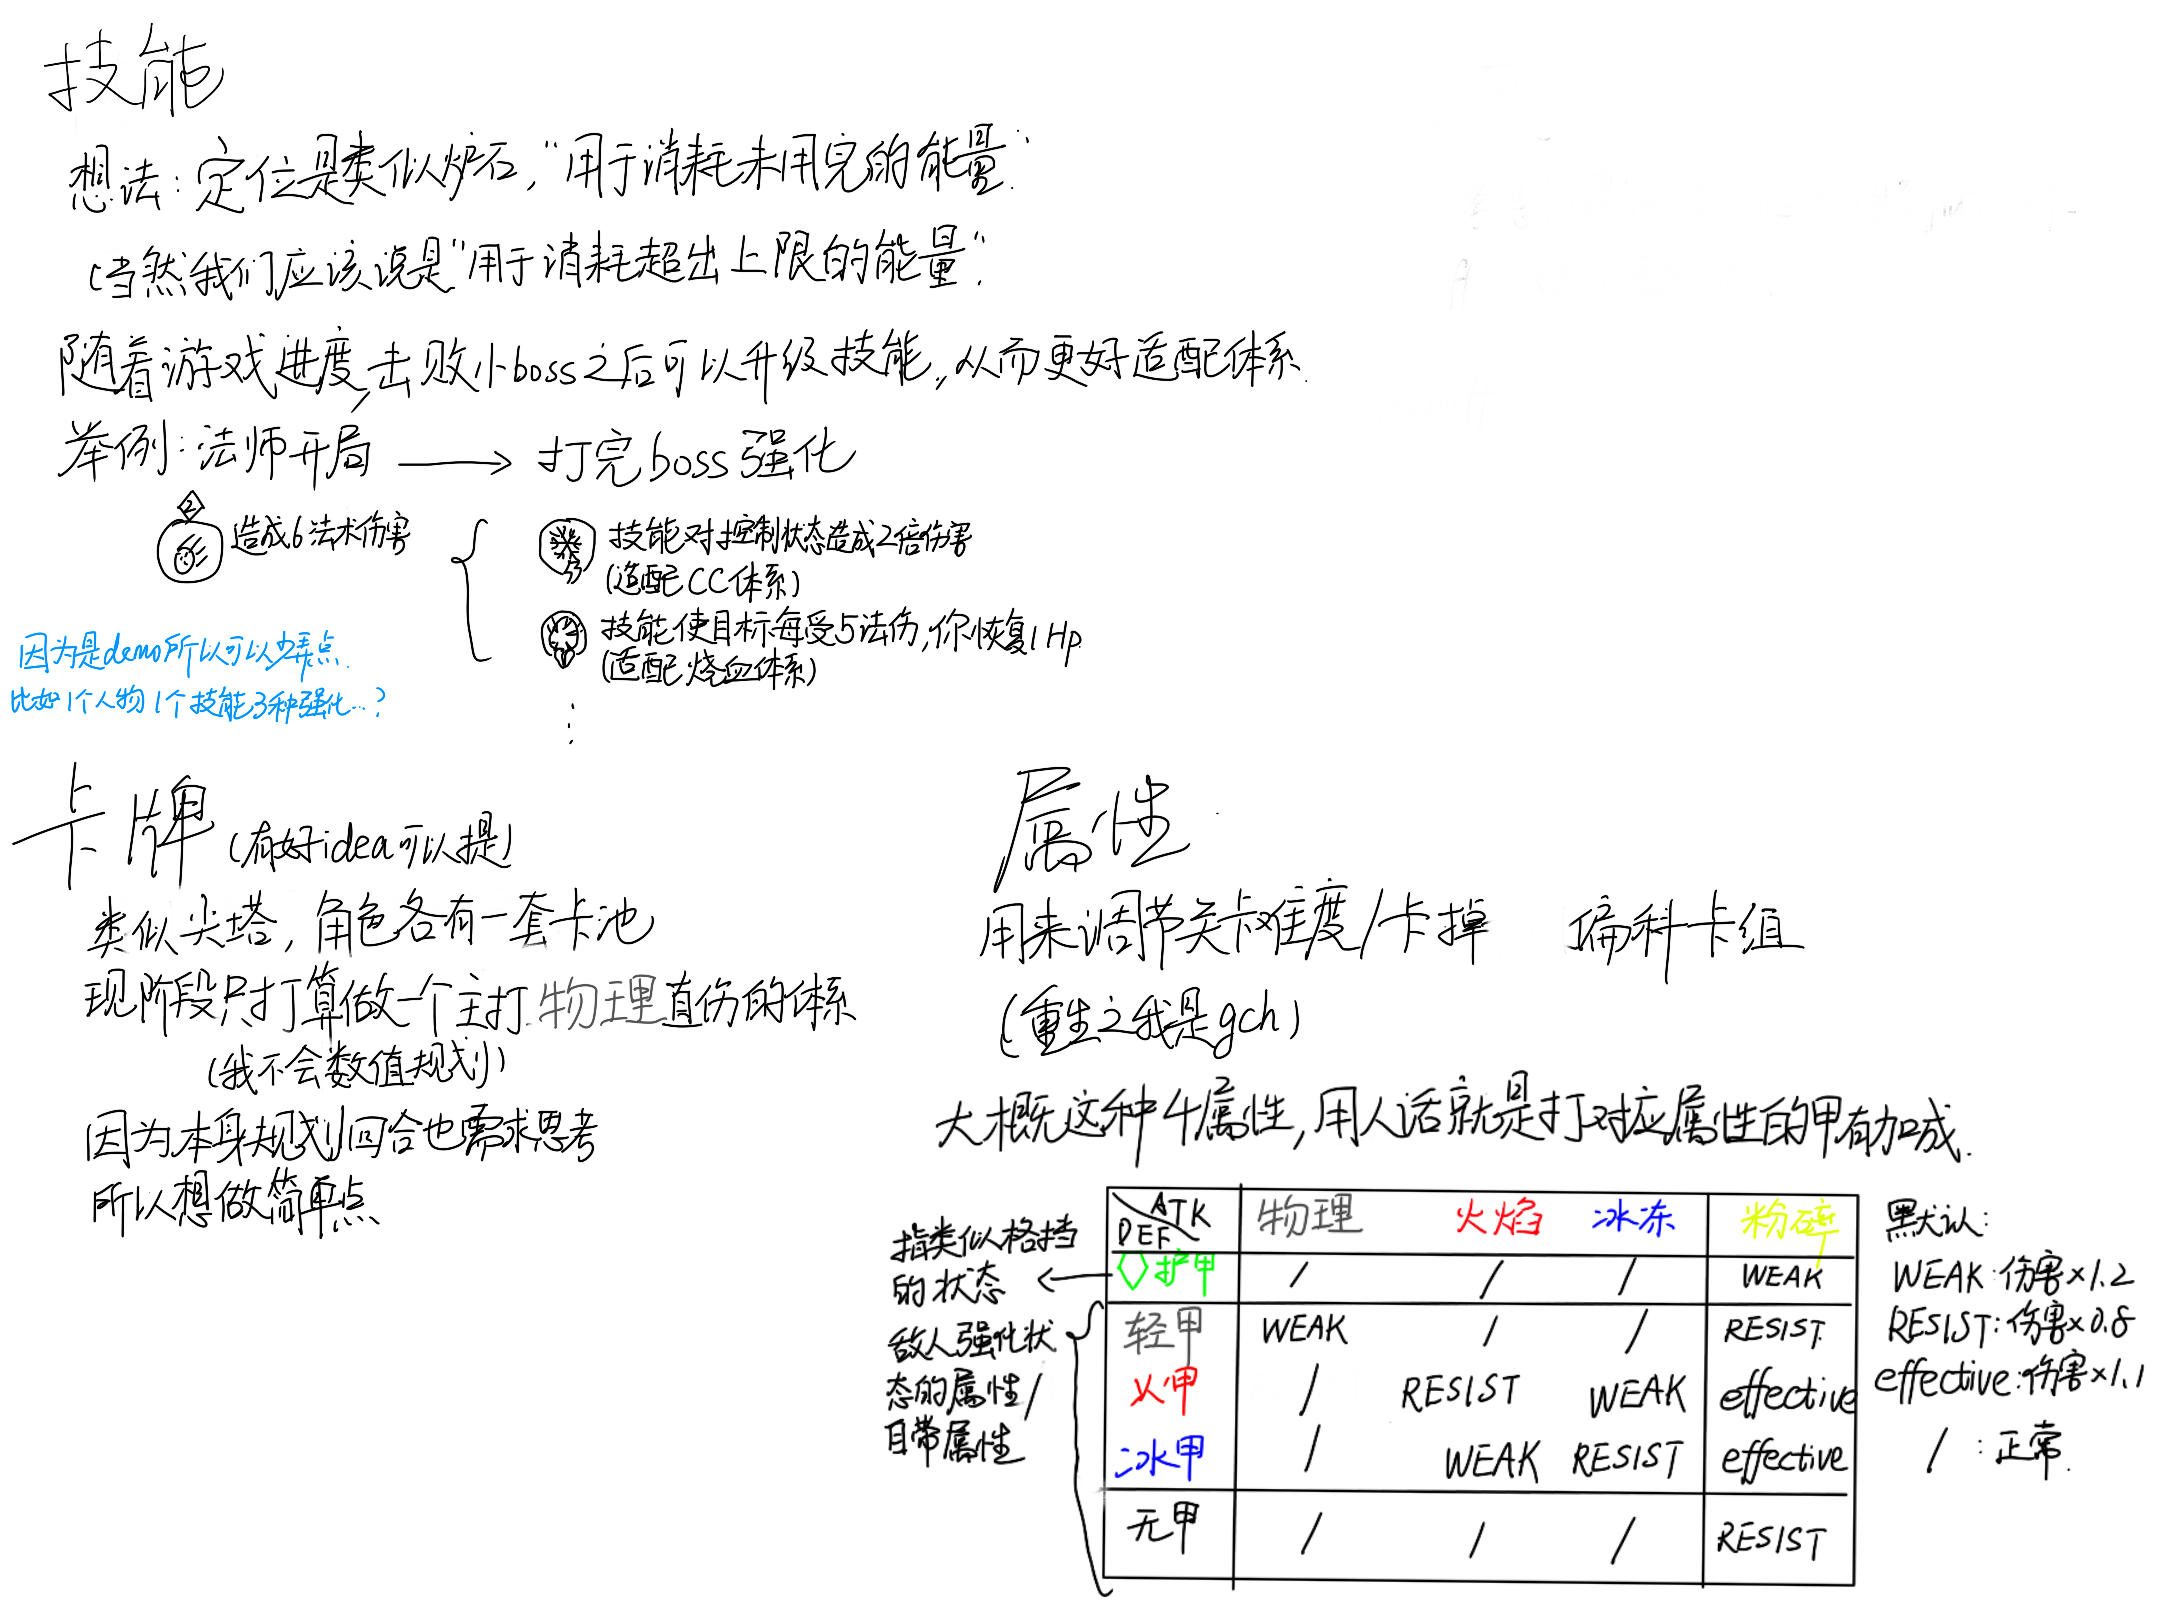 技能
想法：定位是类似炉石，“用于消耗未用完的能量”
（当然我们应该说是“用于消耗超出上限的能量”
随着游戏进度，击败小boss之后可以升级技能，从而更好适配体系
举例：法师开局 → 打完boss强化
2
造成6法术伤害
技能对控制状态造成2倍伤害
(适配CC体系)
技能使目标每受5法伤，你恢复1Hp
(适配烧血体系)
⋮
因为是demo所以可以少弄点
比如1个人物1个技能3种强化…?
卡牌 (有好idea可以提)
类似尖塔，角色各有一套卡池
现阶段只打算做一个主打物理直伤的体系
(我不会数值规划)
因为本身规划回合也需求思考
所以想做简单点
属性
用来调节关卡难度/卡掉 偏科卡组
(重生之我是gch)
大概这种4属性，用人话就是打对应属性的甲有加成.
ATK DEF 物理 火焰 冰冻 粉碎
护甲 / / / WEAK
轻甲 WEAK / / RESIST
火甲 / RESIST WEAK effective
冰甲 / WEAK RESIST effective
无甲 / / / RESIST
指类似格挡
的状态
敌人强化状
态的属性/
自带属性
默认：
WEAK:伤害×1.2
RESIST:伤害×0.8
effective:伤害×1.1
/ :正常.